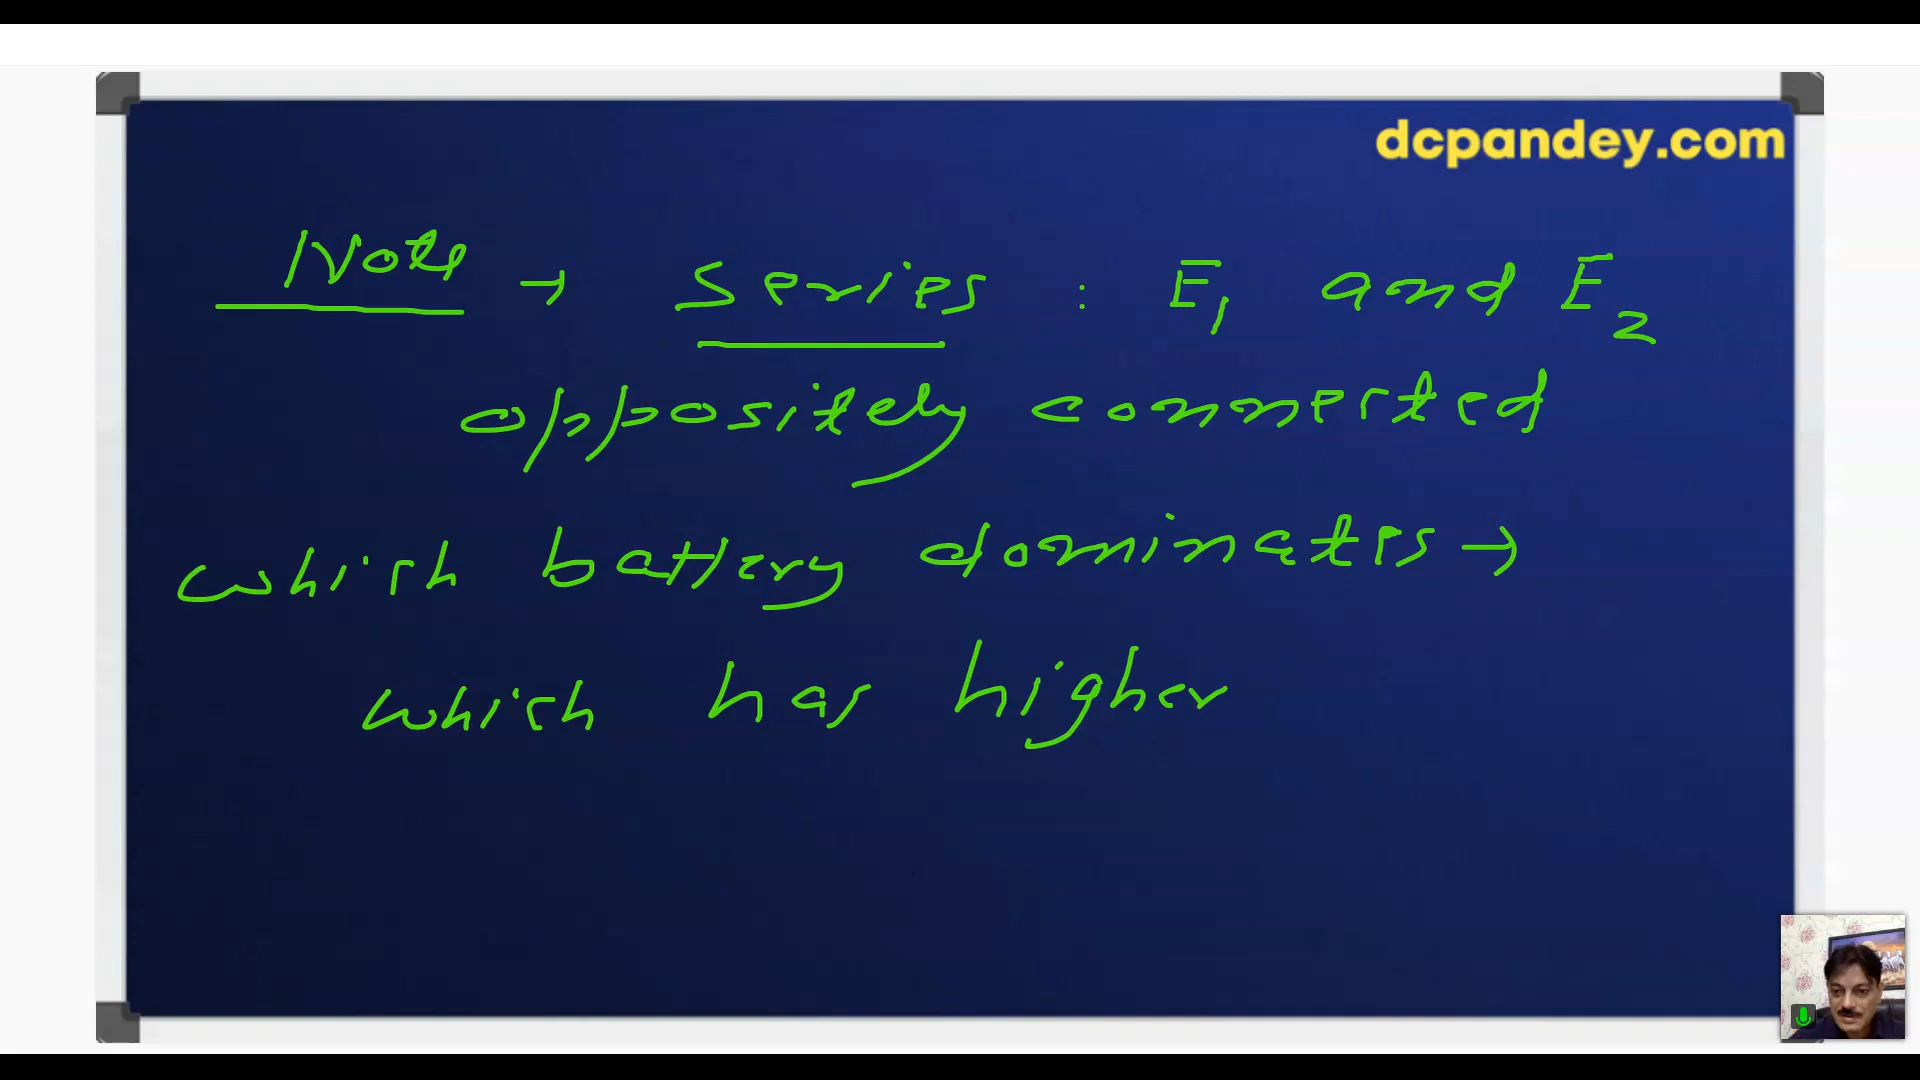 dcpandey.com
Note → Series : E₁ and E₂
oppositely connected
which battery dominates →
which has higher